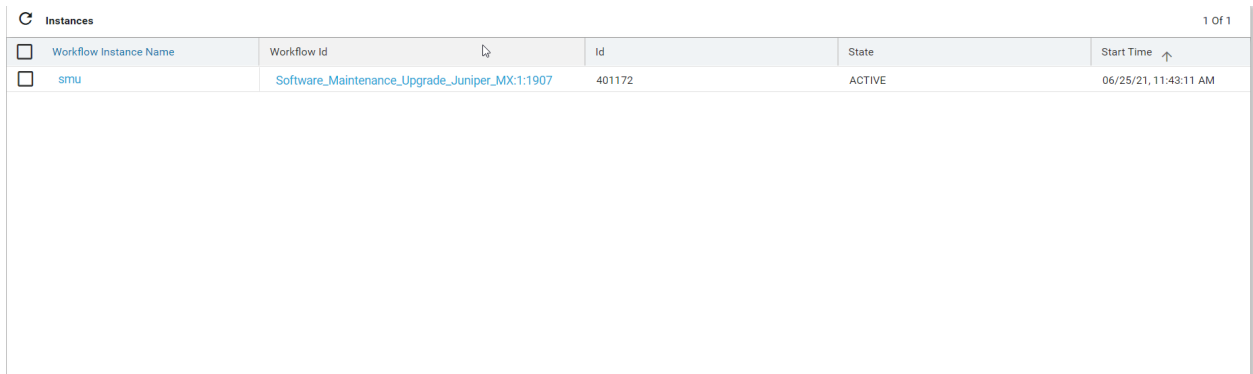 Instances 1 Of 1
Workflow Instance Name Workflow Id Id State Start Time
smu Software_Maintenance_Upgrade_Juniper_MX:1:1907 401172 ACTIVE 06/25/21, 11:43:11 AM